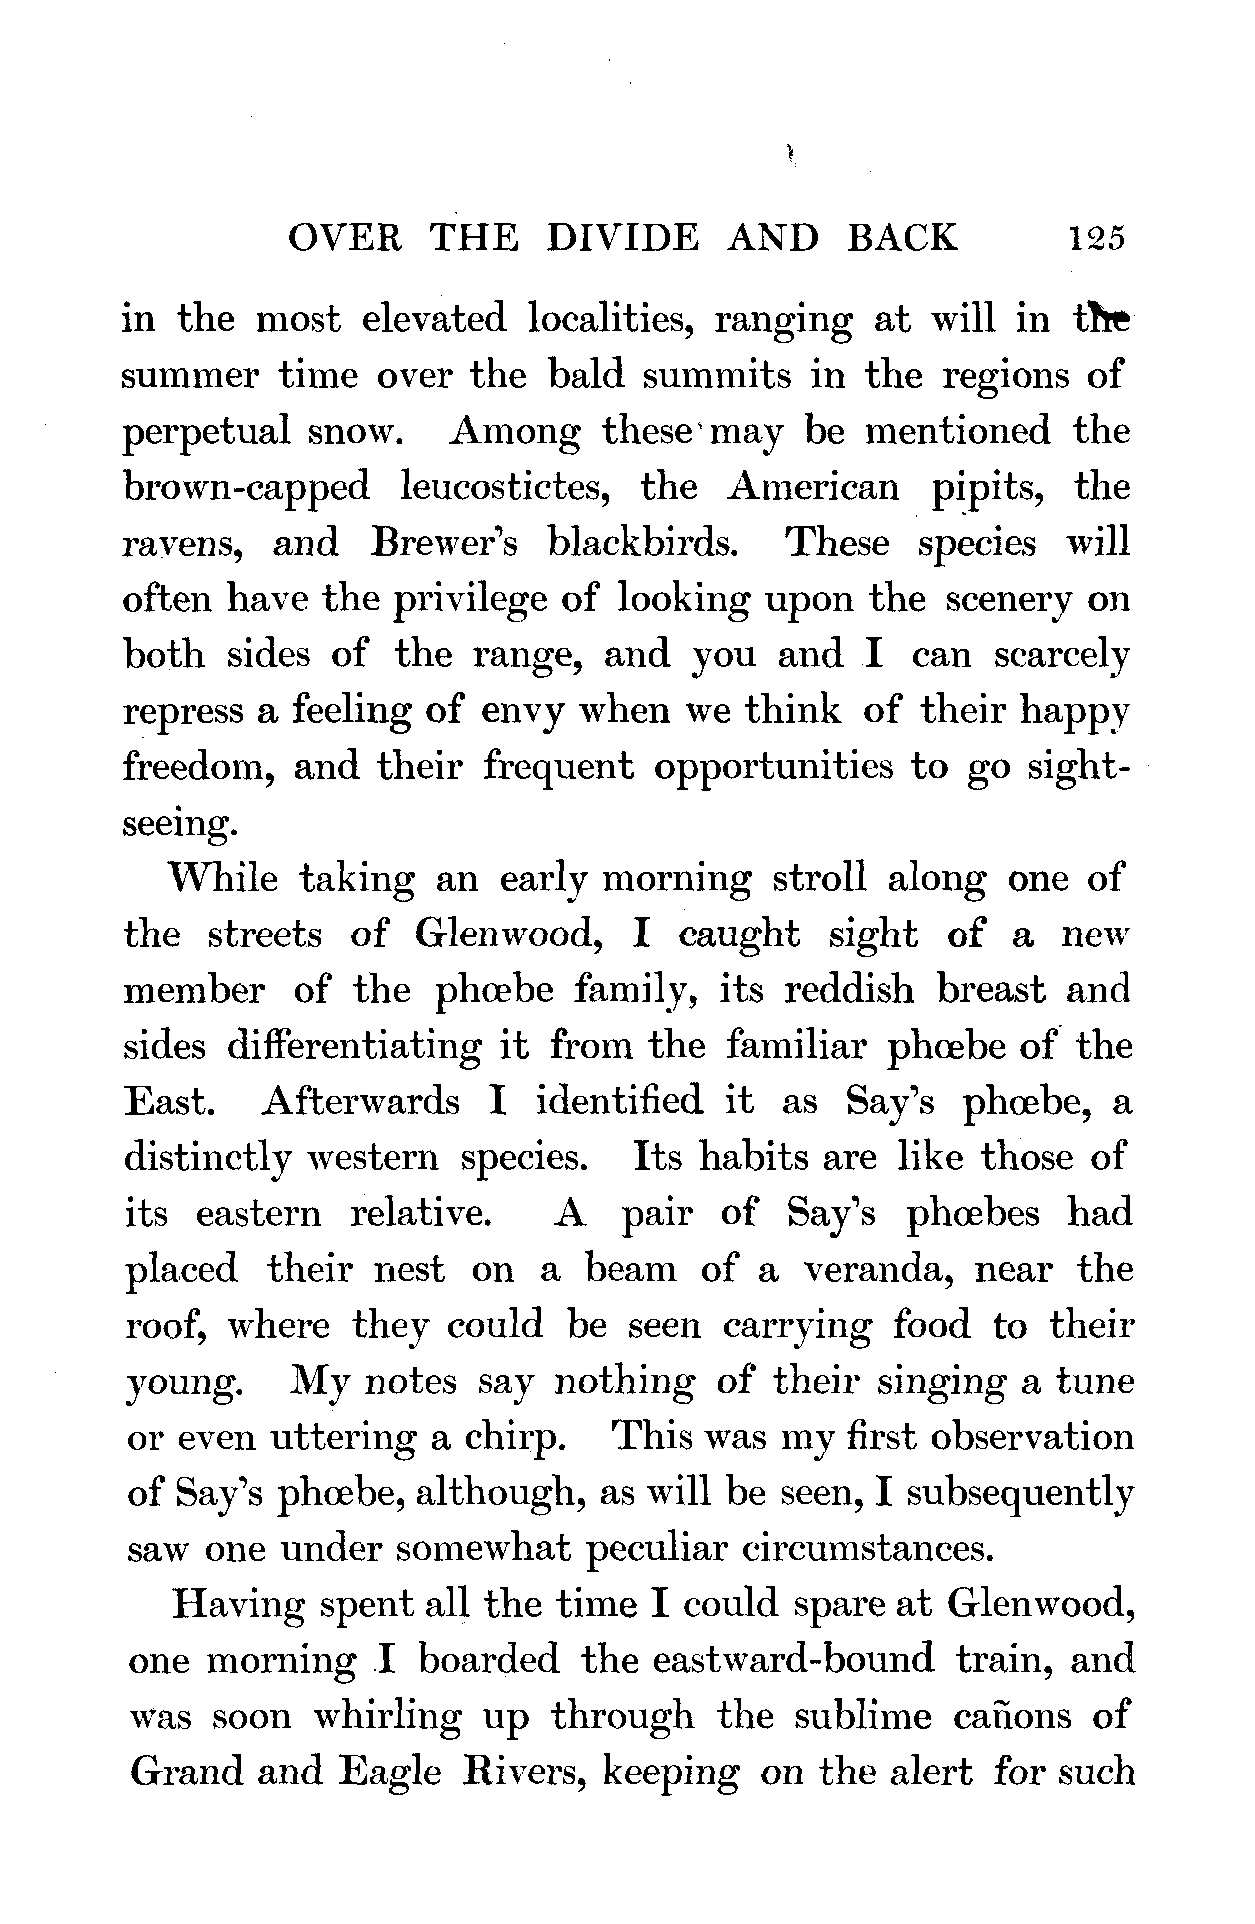 OVER THE DIVIDE AND BACK 125
in the most elevated localities, ranging at will in the
summer time over the bald summits in the regions of
perpetual snow. Among these may be mentioned the
brown-capped leucostictes, the American pipits, the
ravens, and Brewer's blackbirds. These species will
often have the privilege of looking upon the scenery on
both sides of the range, and you and I can scarcely
repress a feeling of envy when we think of their happy
freedom, and their frequent opportunities to go sight-
seeing.
While taking an early morning stroll along one of
the streets of Glenwood, I caught sight of a new
member of the phœbe family, its reddish breast and
sides differentiating it from the familiar phœbe of the
East. Afterwards I identified it as Say's phœbe, a
distinctly western species. Its habits are like those of
its eastern relative. A pair of Say's phœbes had
placed their nest on a beam of a veranda, near the
roof, where they could be seen carrying food to their
young. My notes say nothing of their singing a tune
or even uttering a chirp. This was my first observation
of Say's phœbe, although, as will be seen, I subsequently
saw one under somewhat peculiar circumstances.
Having spent all the time I could spare at Glenwood,
one morning I boarded the eastward-bound train, and
was soon whirling up through the sublime cañons of
Grand and Eagle Rivers, keeping on the alert for such